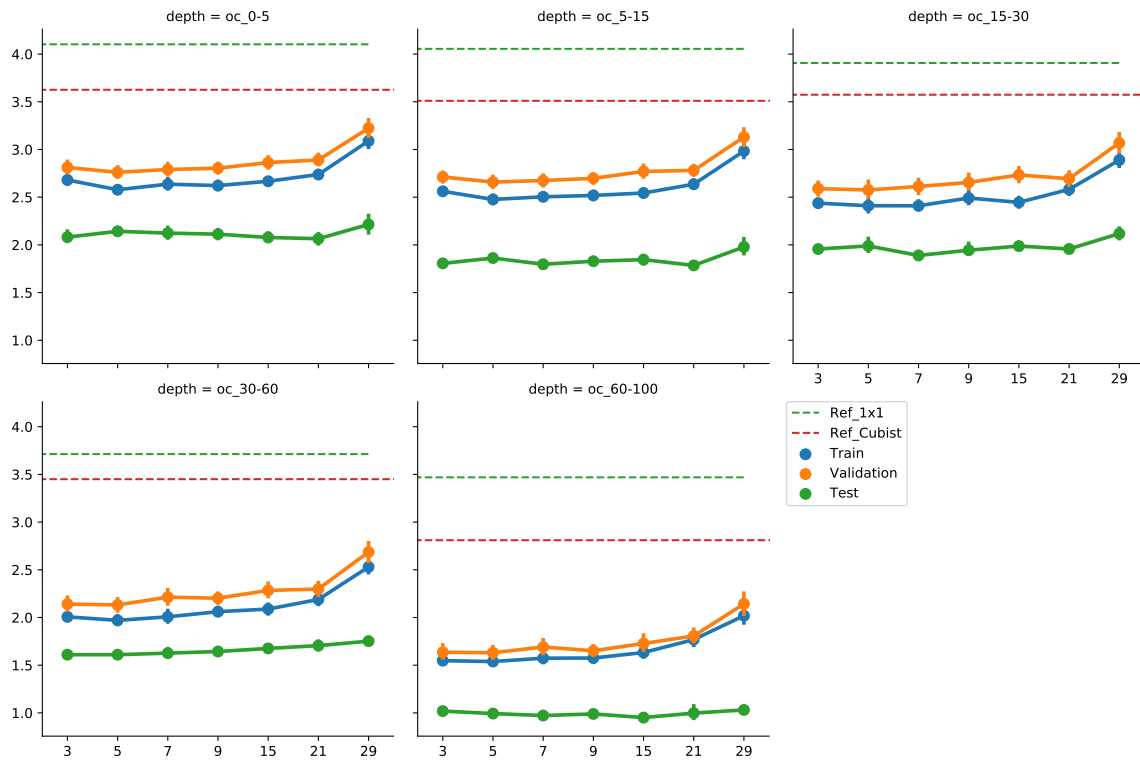 depth = oc_0-5
depth = oc_5-15
depth = oc_15-30
4.0
3.5
3.0
2.5
2.0
1.5
1.0
3 5 7 9 15 21 29
depth = oc_30-60
depth = oc_60-100
4.0
3.5
3.0
2.5
2.0
1.5
1.0
3 5 7 9 15 21 29
3 5 7 9 15 21 29
Ref_1x1
Ref_Cubist
Train
Validation
Test